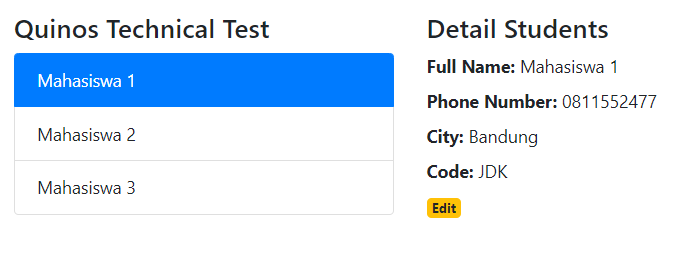 Quinos Technical Test
Mahasiswa 1
Mahasiswa 2
Mahasiswa 3
Detail Students
Full Name: Mahasiswa 1
Phone Number: 0811552477
City: Bandung
Code: JDK
Edit